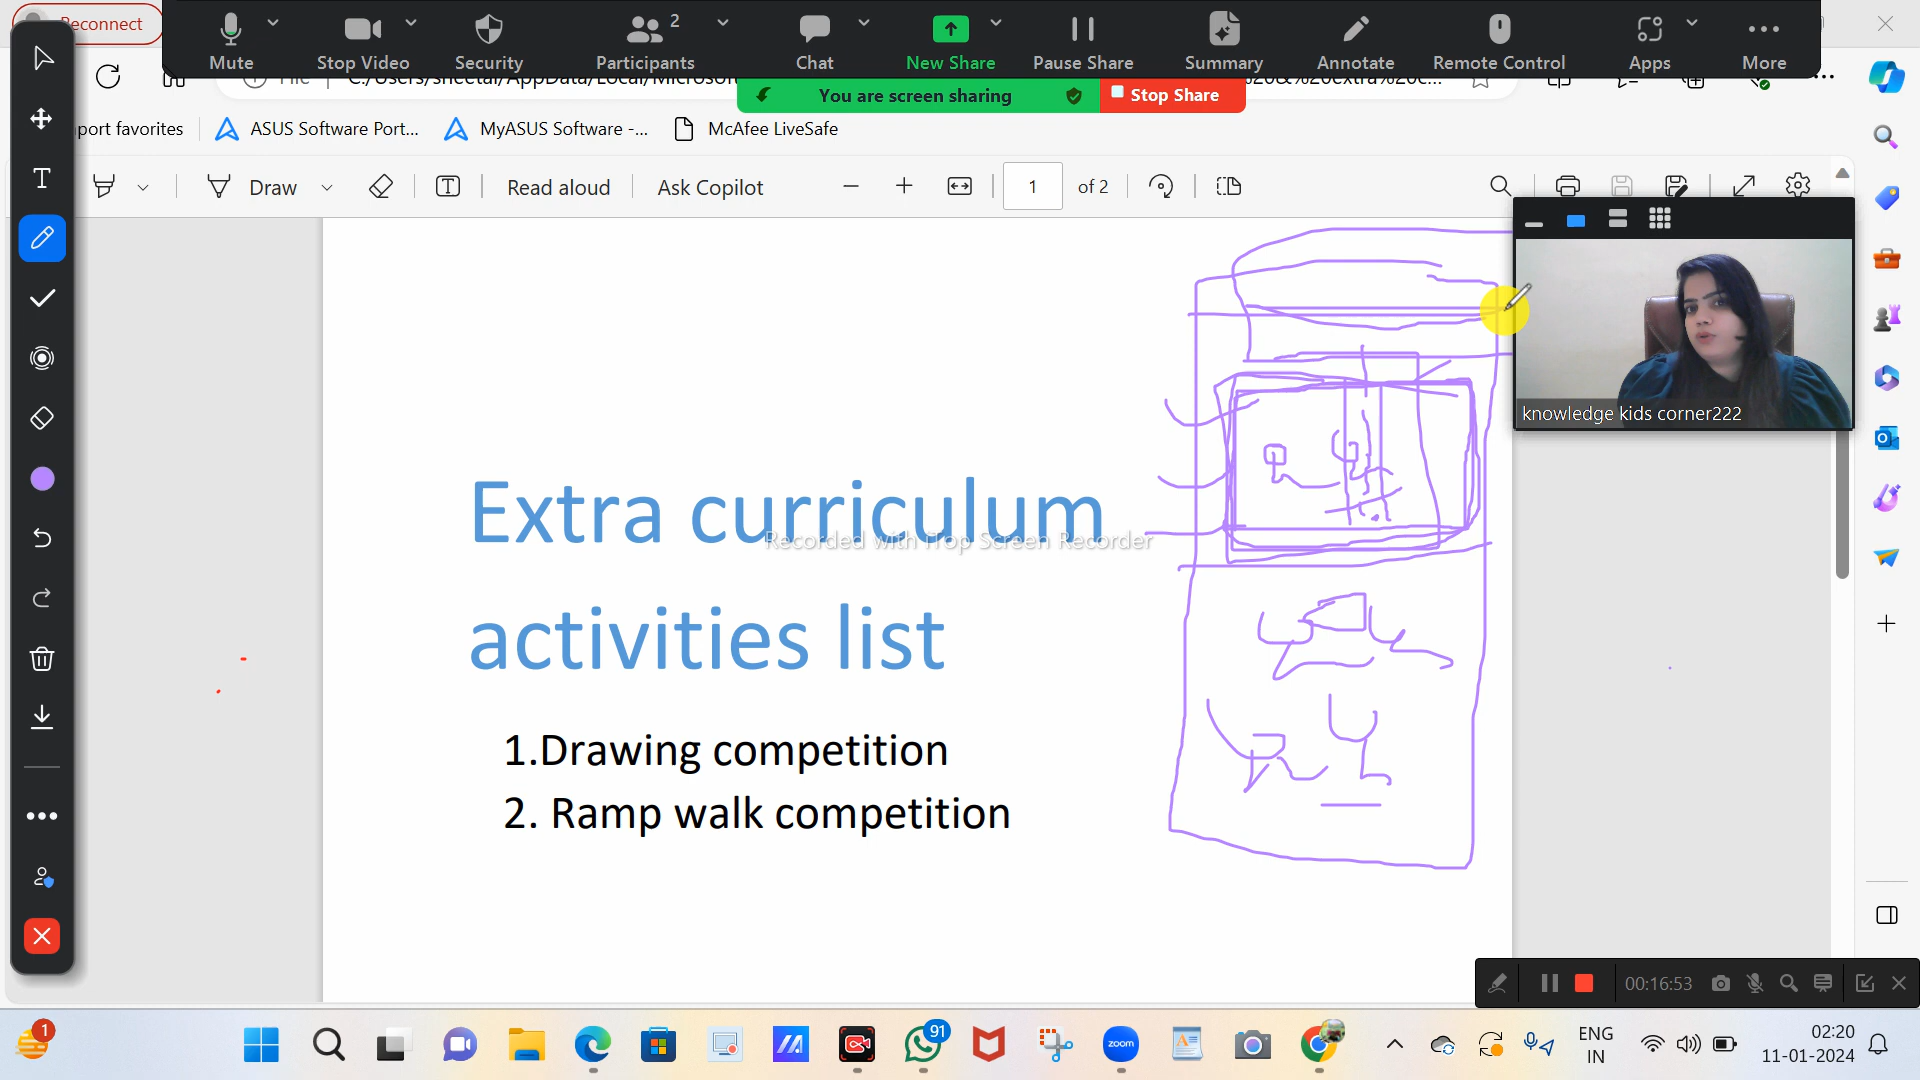 Reconnect
Mute
Stop Video
Security
Participants
2
Chat
New Share
Pause Share
Summary
Annotate
Remote Control
Apps
More
You are screen sharing
Stop Share
port favorites
ASUS Software Port...
MyASUS Software -...
McAfee LiveSafe
Draw
Read aloud
Ask Copilot
1
of 2
knowledge kids corner222
Extra curriculum
Recorded with iTop Screen Recorder
activities list
1.Drawing competition
2. Ramp walk competition
00:16:53
1
91
zoom
ENG
IN
02:20
11-01-2024